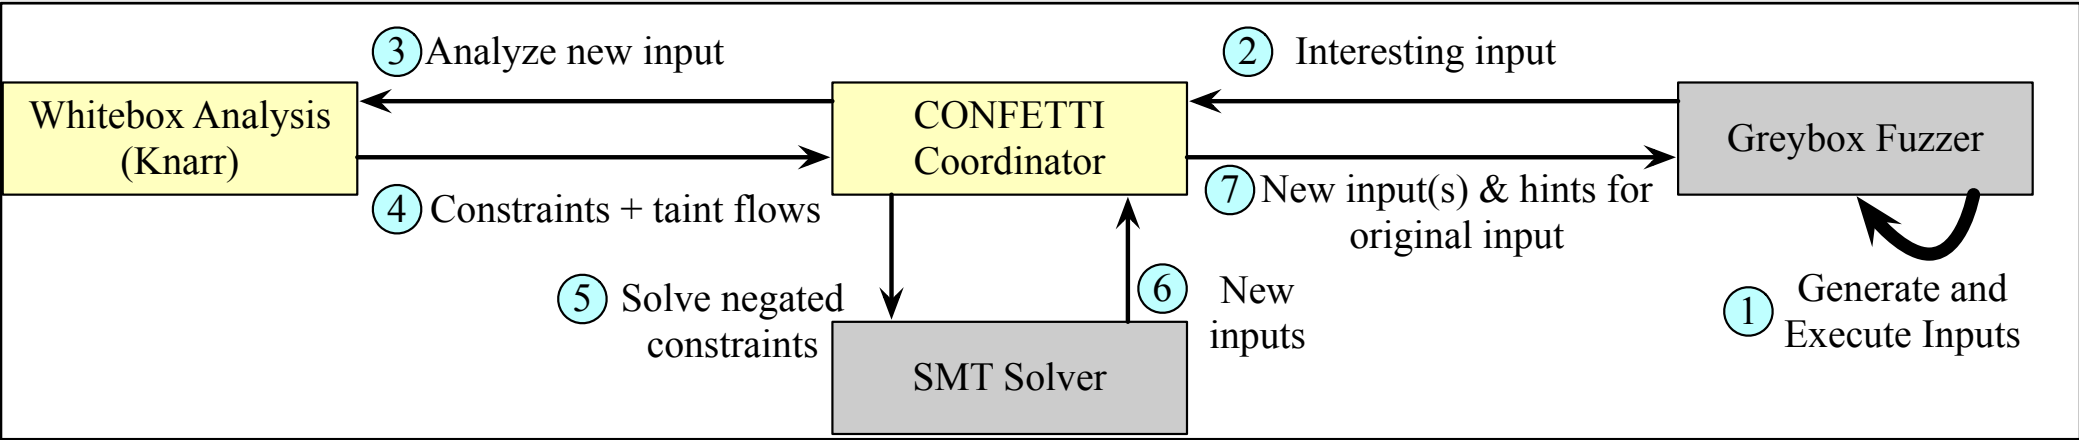 3 Analyze new input
2 Interesting input
Whitebox Analysis
(Knarr)
CONFETTI
Coordinator
Greybox Fuzzer
4 Constraints + taint flows
7 New input(s) & hints for
original input
5 Solve negated
constraints
6 New
inputs
1 Generate and
Execute Inputs
SMT Solver